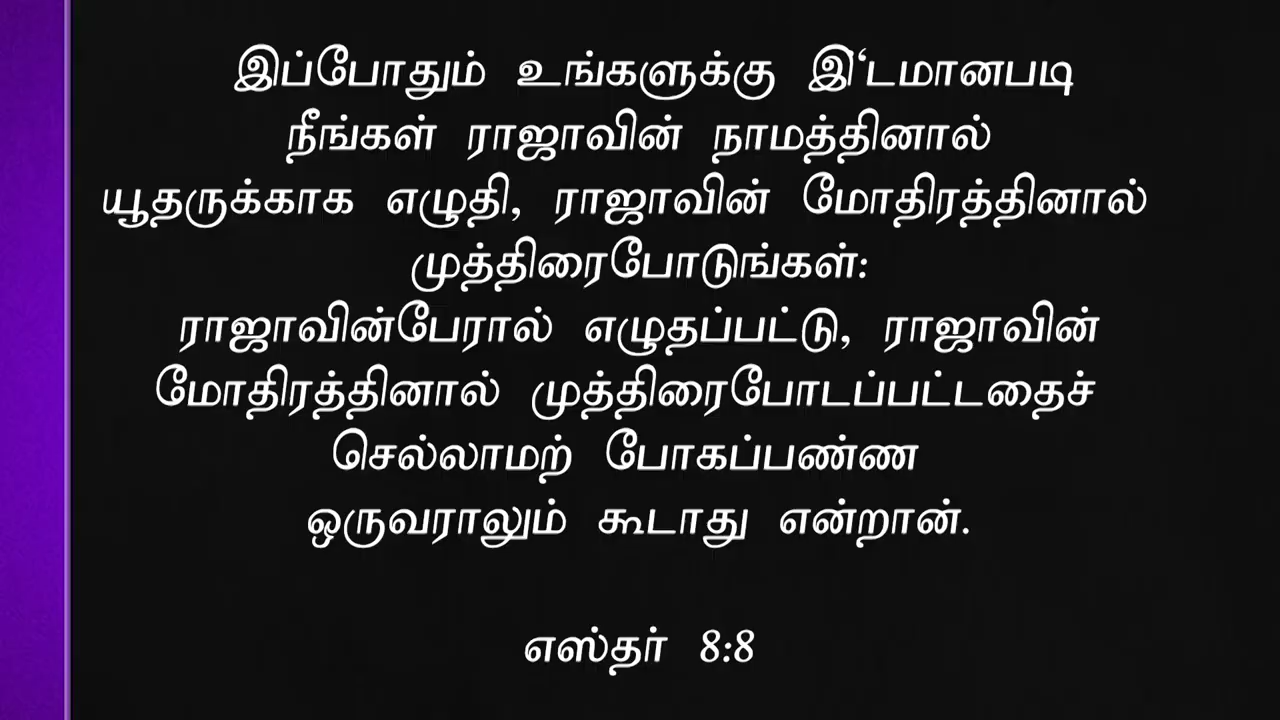 இப்போதும் உங்களுக்கு இ‘டமானபடி
நீங்கள் ராஜாவின் நாமத்தினால்
யூதருக்காக எழுதி, ராஜாவின் மோதிரத்தினால்
முத்திரைபோடுங்கள்:
ராஜாவின்பேரால் எழுதப்பட்டு, ராஜாவின்
மோதிரத்தினால் முத்திரைபோடப்பட்டதைச்
செல்லாமற் போகப்பண்ண
ஒருவராலும் கூடாது என்றான்.
எஸ்தர் 8:8